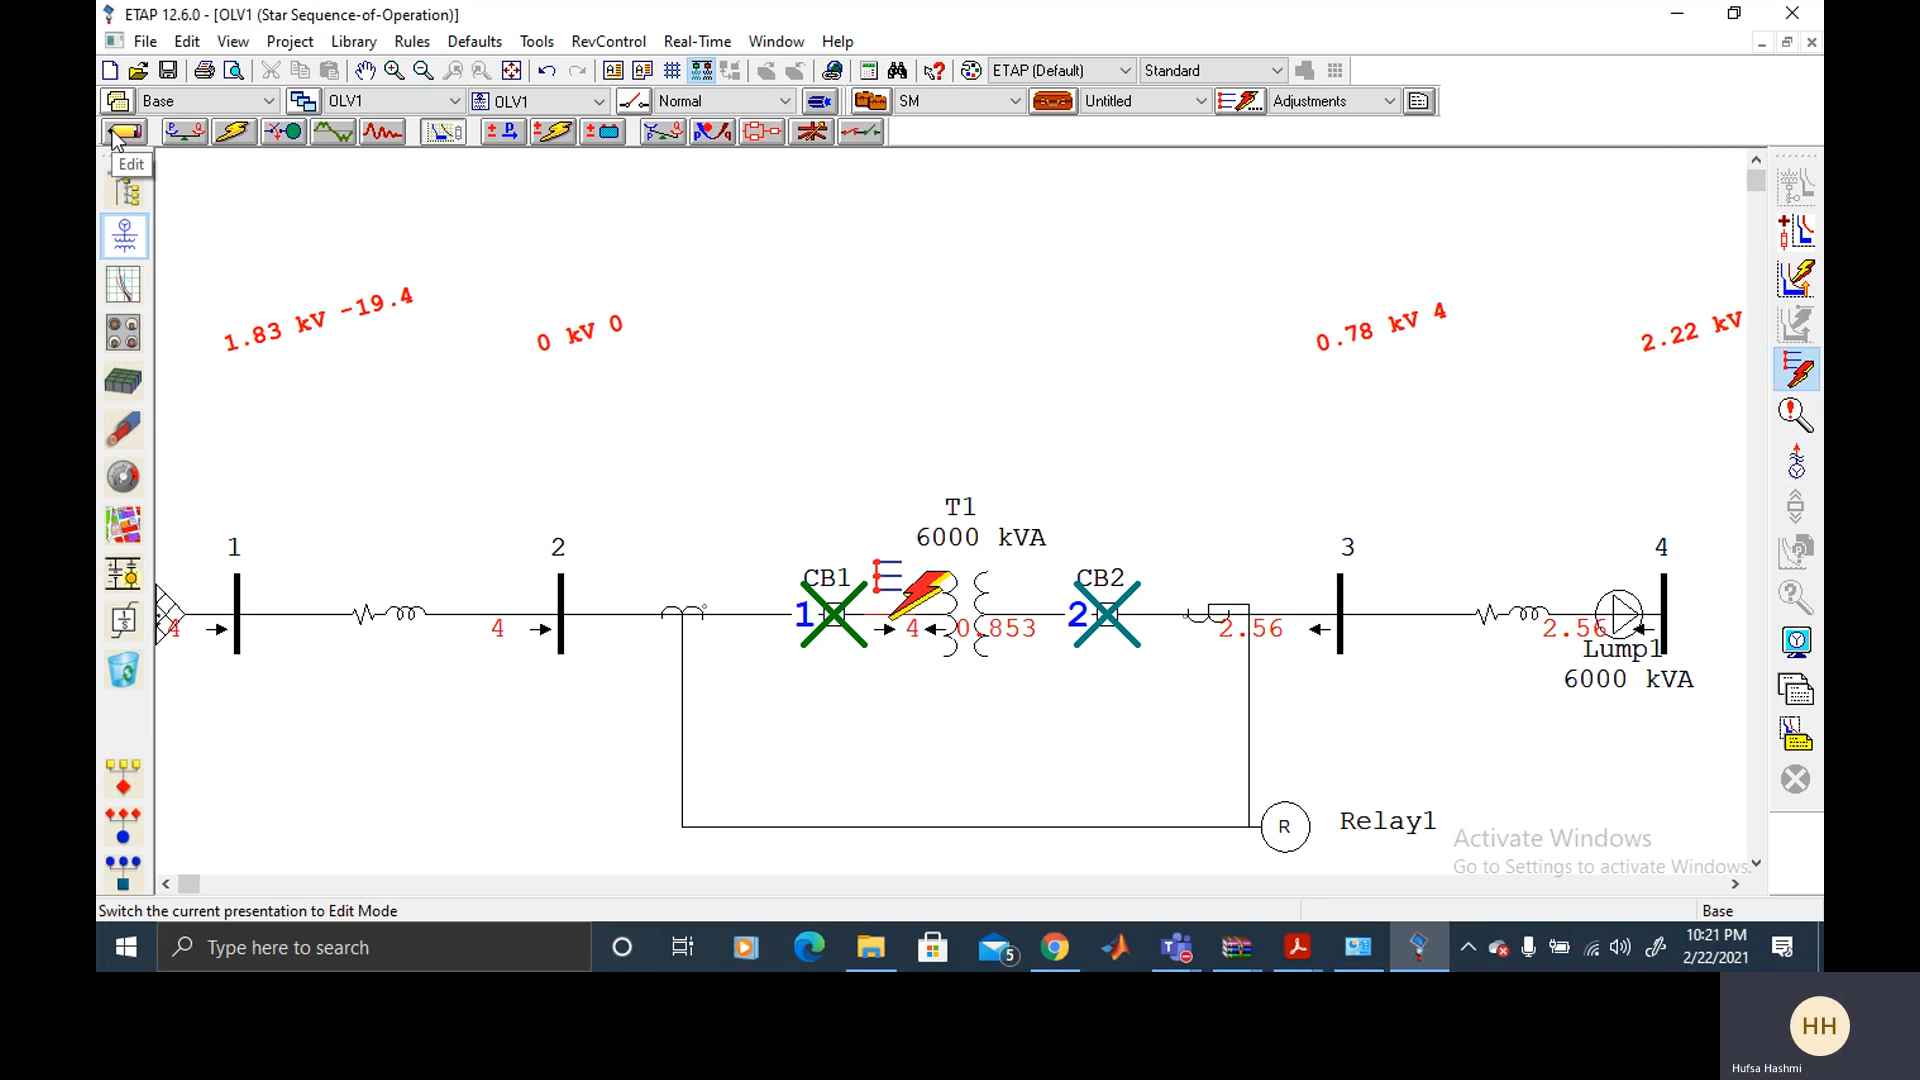 ETAP 12.6.0 - [OLV1 (Star Sequence-of-Operation)]
File Edit View Project Library Rules Defaults Tools RevControl Real-Time Window Help
ETAP (Default) Standard
Base OLV1 OLV1 Normal SM Untitled Adjustments
Edit
1.83 kV -19.4
0 kV 0
0.78 kV 4
2.22 kV
T1
6000 kVA
1 2 3 4
CB1 CB2
1 2
4 4 4 0.853 2.56 2.56
Lump1
6000 kVA
R Relay1
Activate Windows
Go to Settings to activate Windows.
Switch the current presentation to Edit Mode
Base
Type here to search
5
10:21 PM
2/22/2021
HH
Hufsa Hashmi